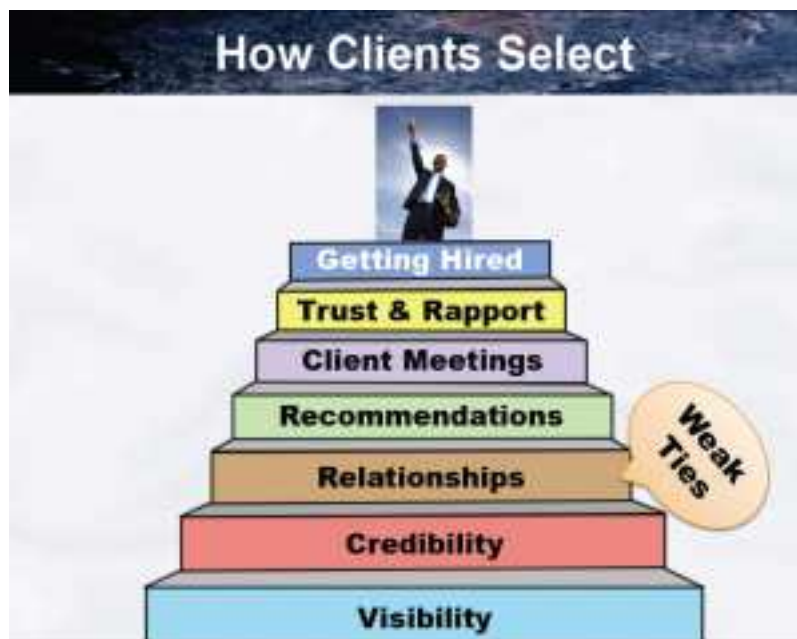 How Clients Select
Getting Hired
Trust & Rapport
Client Meetings
Recommendations
Weak
Ties
Relationships
Credibility
Visibility